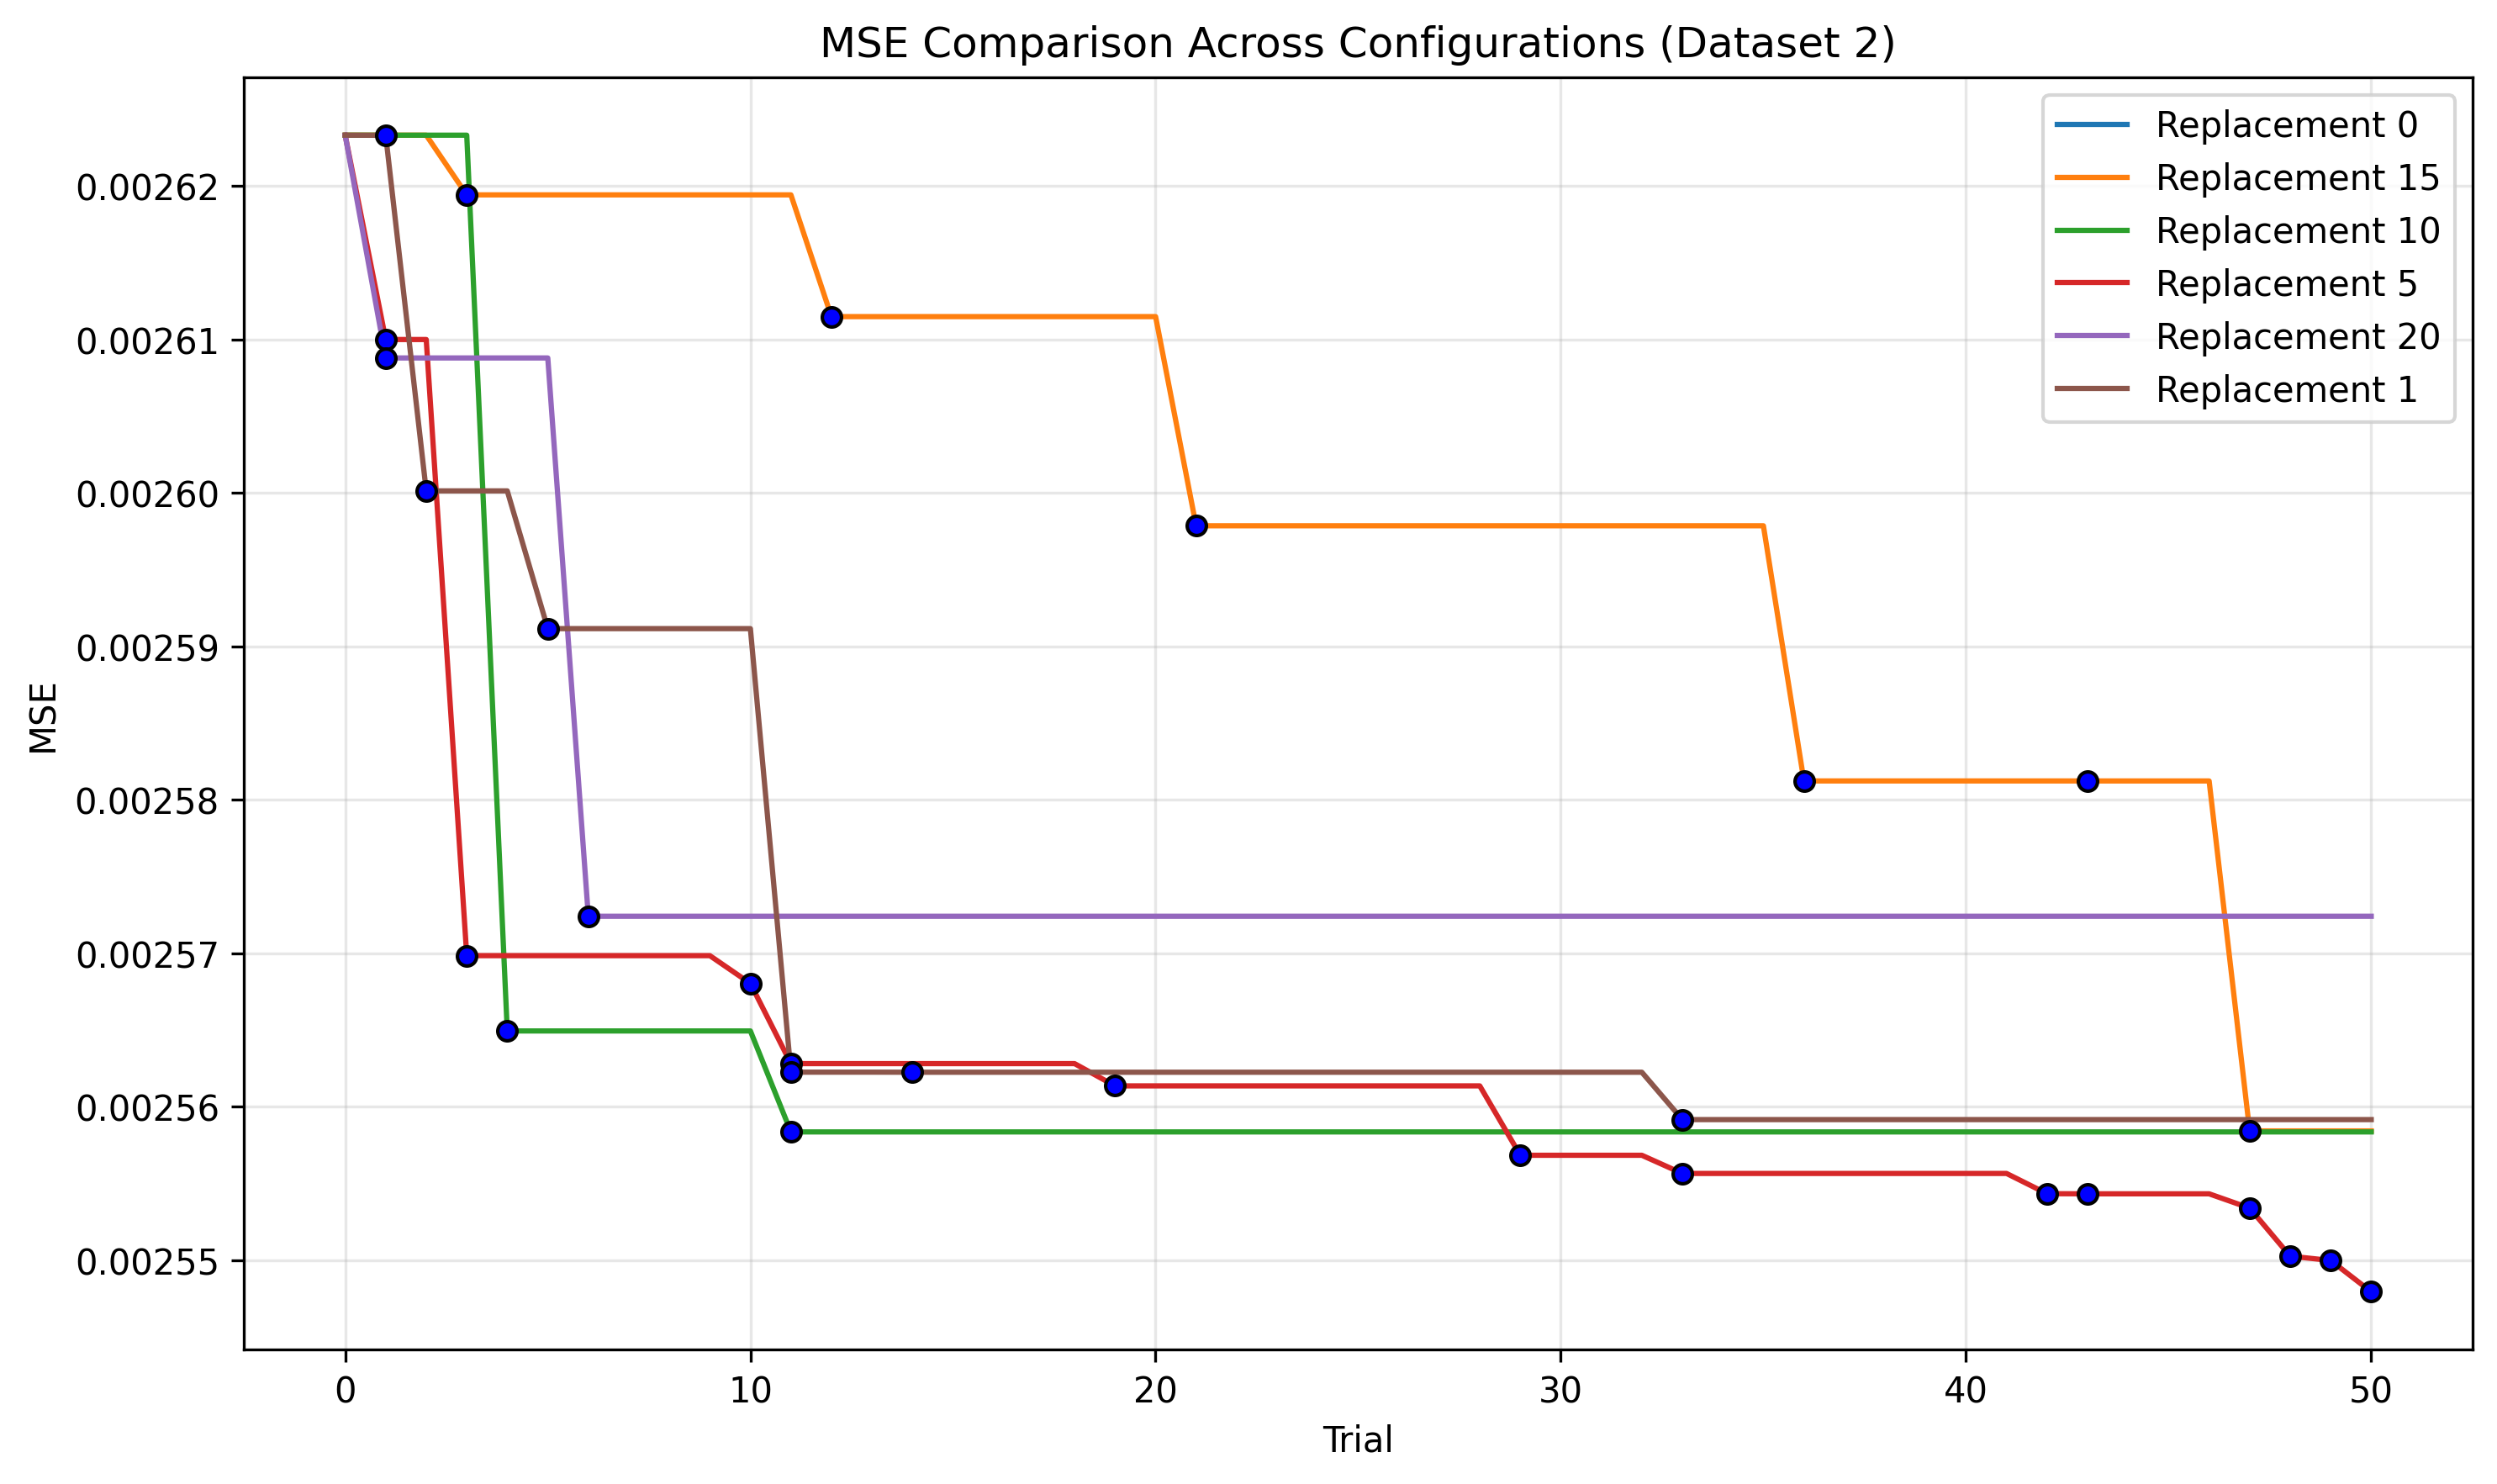 MSE Comparison Across Configurations (Dataset 2)
Replacement 0
Replacement 15
Replacement 10
Replacement 5
Replacement 20
Replacement 1
0.00262
0.00261
0.00260
0.00259
0.00258
0.00257
0.00256
0.00255
MSE
0 10 20 30 40 50
Trial